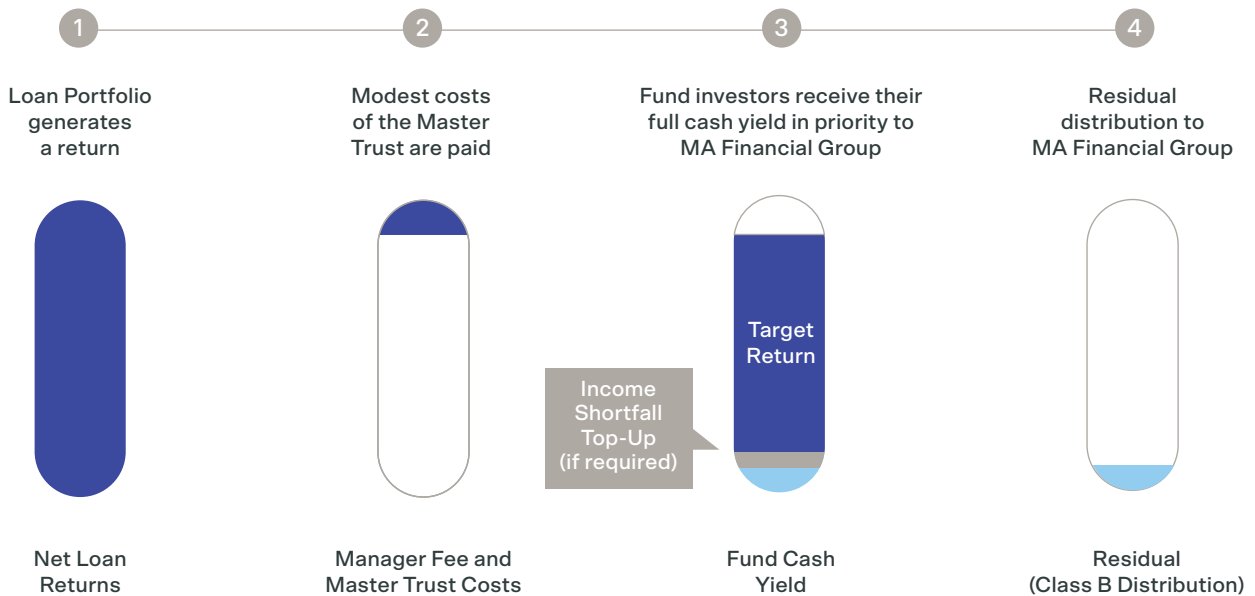 1
2
3
4
Loan Portfolio
generates
a return
Modest costs
of the Master
Trust are paid
Fund investors receive their
full cash yield in priority to
MA Financial Group
Residual
distribution to
MA Financial Group
Target
Return
Income
Shortfall
Top-Up
(if required)
Net Loan
Returns
Manager Fee and
Master Trust Costs
Fund Cash
Yield
Residual
(Class B Distribution)